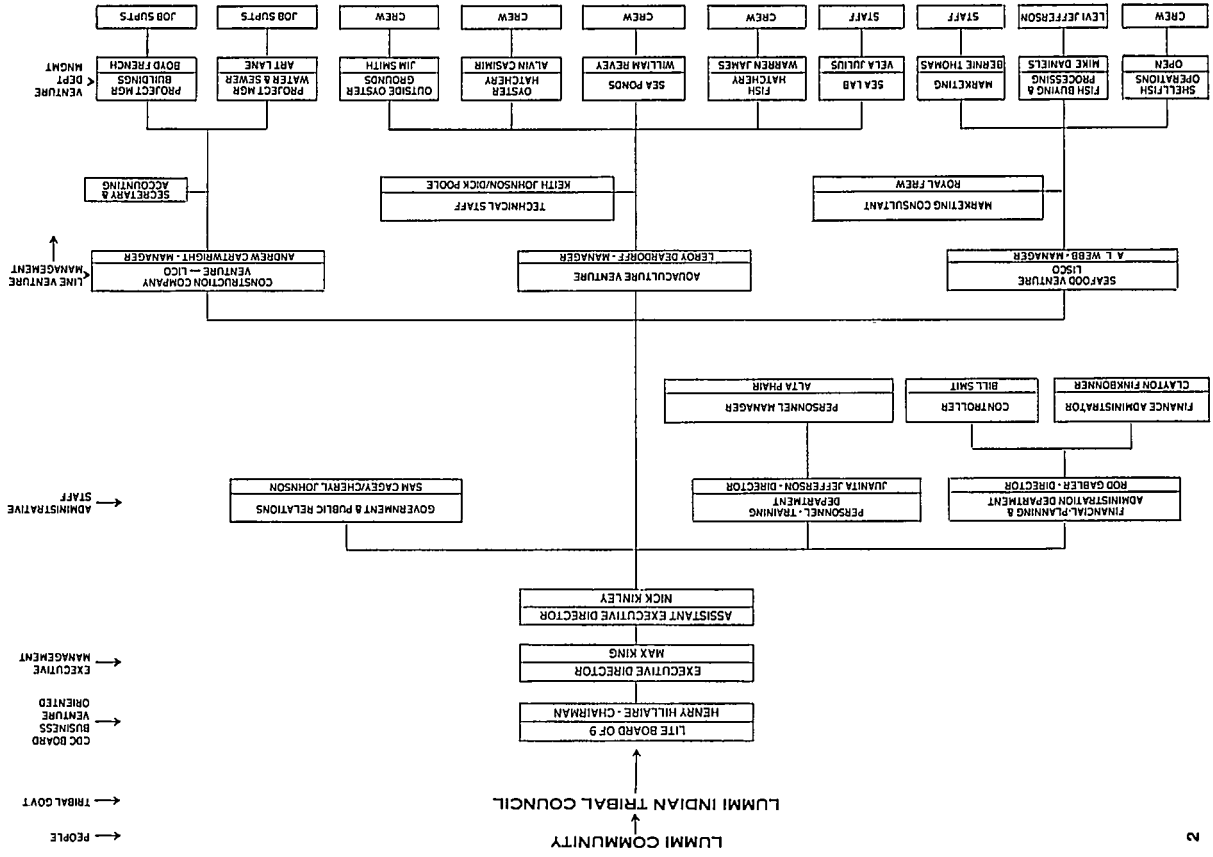 2
LUMMI COMMUNITY
PEOPLE
LUMMI INDIAN TRIBAL COUNCIL
TRIBAL GOVT
LITE BOARD OF 9
HENRY HILLAIRE - CHAIRMAN
CDC BOARD
BUSINESS
VENTURE
ORIENTED
EXECUTIVE DIRECTOR
MAX KING
EXECUTIVE
MANAGEMENT
ASSISTANT EXECUTIVE DIRECTOR
NICK KINLEY
FINANCIAL-PLANNING &
ADMINISTRATION DEPARTMENT
ROD GABLER - DIRECTOR
PERSONNEL - TRAINING
DEPARTMENT
JUANITA JEFFERSON - DIRECTOR
GOVERNMENT & PUBLIC RELATIONS
SAM CAGEY/CHERYL JOHNSON
ADMINISTRATIVE
STAFF
FINANCE ADMINISTRATOR
CLAYTON FINKBONNER
CONTROLLER
BILL SMIT
PERSONNEL MANAGER
ALTA PHAIR
SEAFOOD VENTURE
LISCO
A. L. WEBB - MANAGER
AQUACULTURE VENTURE
LEROY DEARDORFF - MANAGER
CONSTRUCTION COMPANY
VENTURE — LICO
ANDREW CARTWRIGHT - MANAGER
LINE VENTURE
MANAGEMENT
MARKETING CONSULTANT
ROYAL FREW
TECHNICAL STAFF
KEITH JOHNSON/DICK POOLE
SECRETARY &
ACCOUNTING
SHELLFISH
OPERATIONS
OPEN
FISH BUYING &
PROCESSING
MIKE DANIELS
MARKETING
BERNIE THOMAS
SEA LAB
VELA JULIUS
FISH
HATCHERY
WARREN JAMES
SEA PONDS
WILLIAM REVEY
OYSTER
HATCHERY
ALVIN CASIMIR
OUTSIDE OYSTER
GROUNDS
JIM SMITH
PROJECT MGR
WATER & SEWER
ART LANE
PROJECT MGR
BUILDINGS
BOYD FRENCH
VENTURE
DEPT
MNGMT
CREW
LEVI JEFFERSON
STAFF
STAFF
CREW
CREW
CREW
CREW
JOB SUPTS
JOB SUPTS